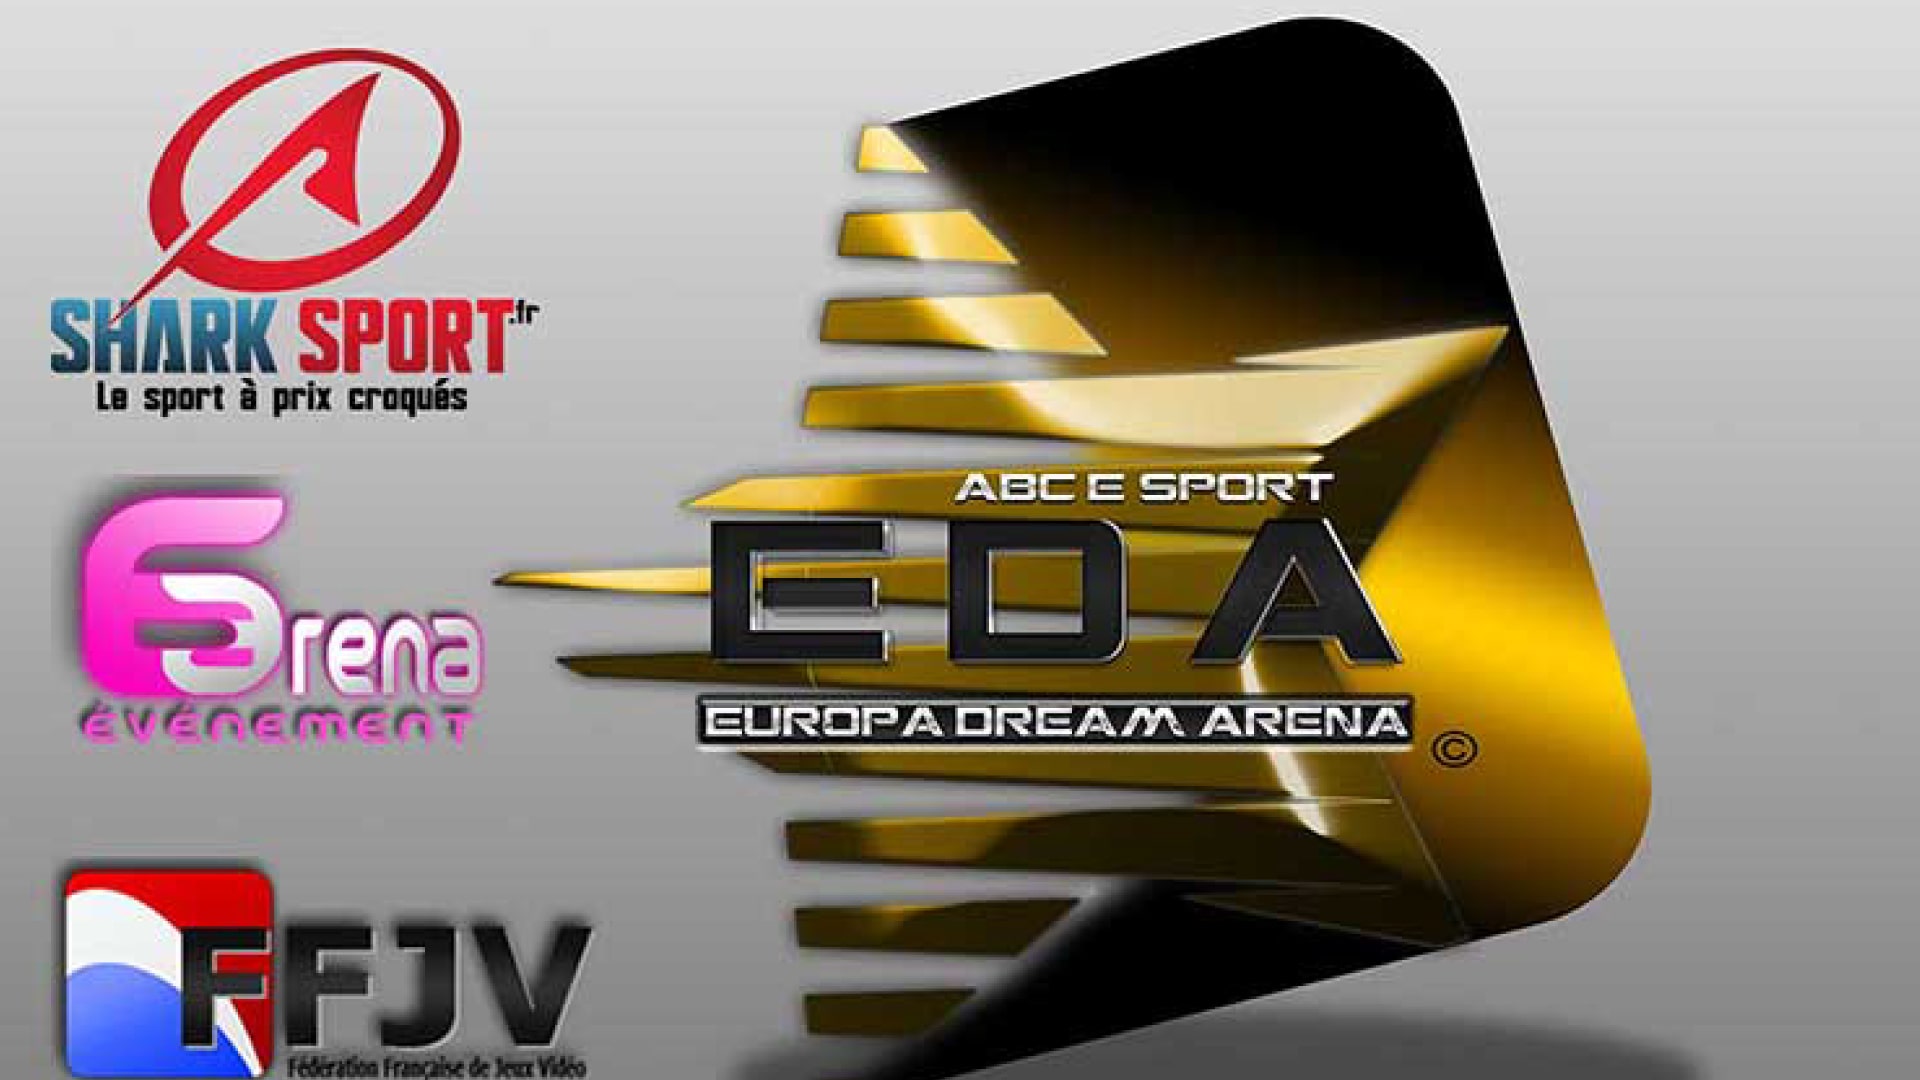 SHARK SPORT.fr
Le sport à prix croqués
E3rena
ÉVÉNEMENT
FFJV
Fédération Française de Jeux Vidéo
ABC E SPORT
EDA
EUROPA DREAM ARENA
©